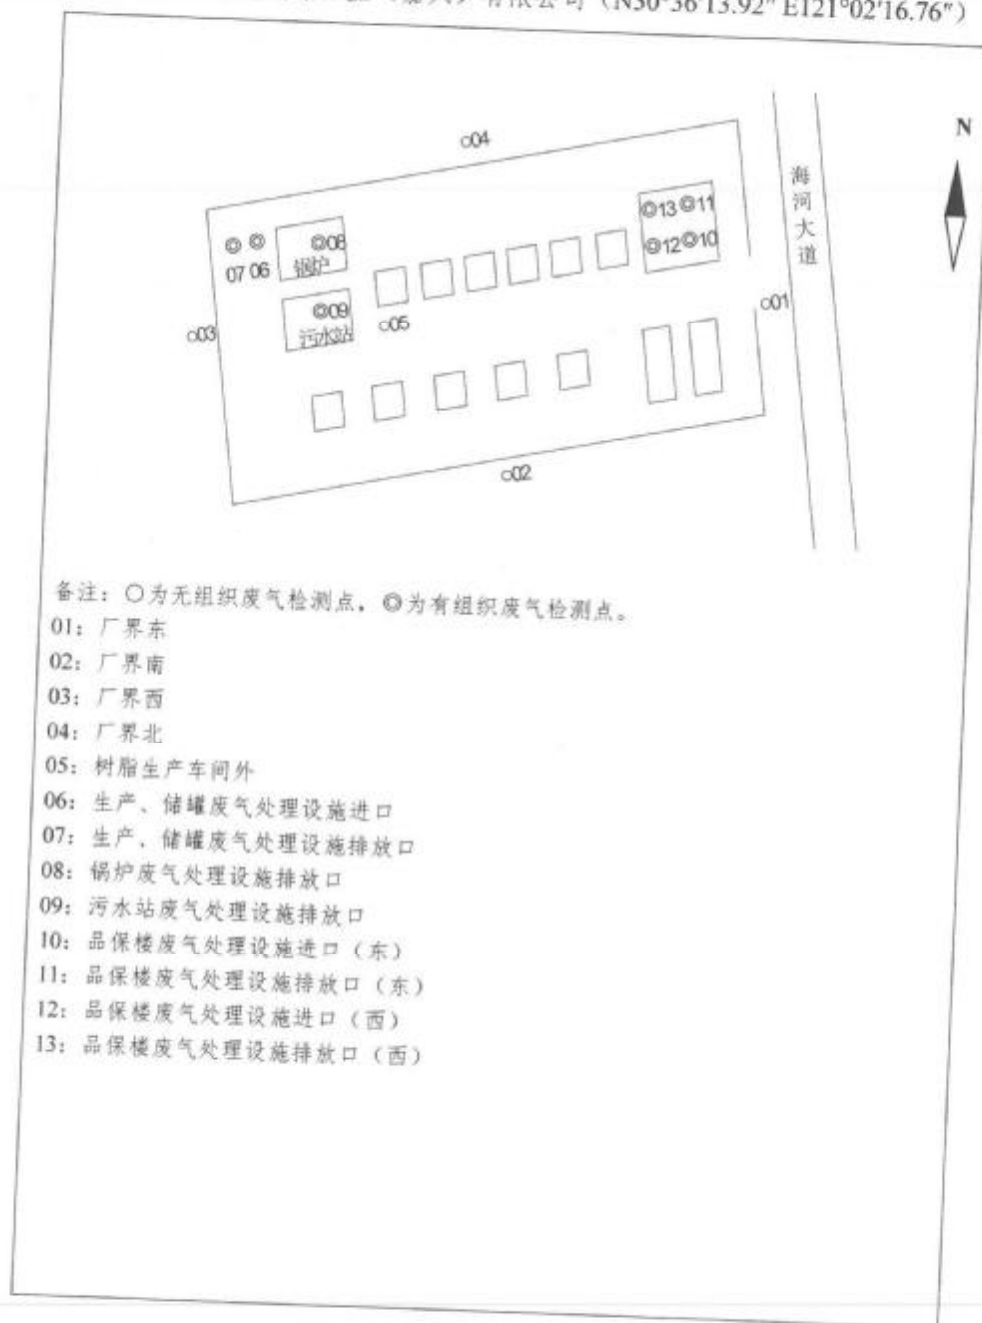 有限公司（N30°36′13.92″ E121°02′16.76″）
N
○04
海河大道
◎13 ◎11
◎ ◎
◎08
07 06
锅炉
◎12 ◎10
◎09
○01
○03
○05
污水站
○02
备注：○为无组织废气检测点，◎为有组织废气检测点。
01：厂界东
02：厂界南
03：厂界西
04：厂界北
05：树脂生产车间外
06：生产、储罐废气处理设施进口
07：生产、储罐废气处理设施排放口
08：锅炉废气处理设施排放口
09：污水站废气处理设施排放口
10：品保楼废气处理设施进口（东）
11：品保楼废气处理设施排放口（东）
12：品保楼废气处理设施进口（西）
13：品保楼废气处理设施排放口（西）